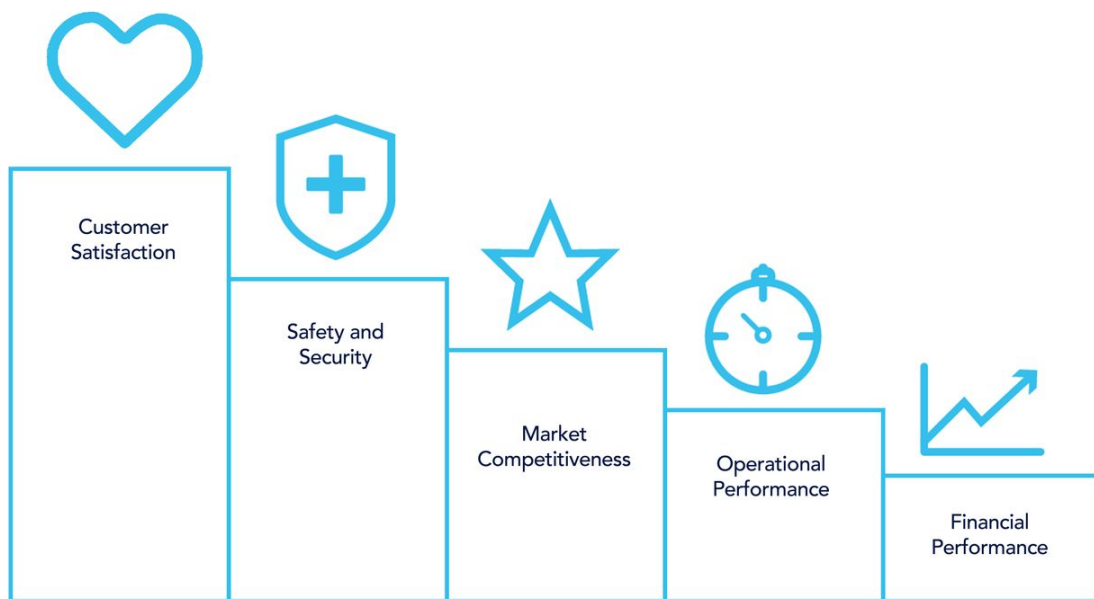 Customer
Satisfaction
Safety and
Security
Market
Competitiveness
Operational
Performance
Financial
Performance